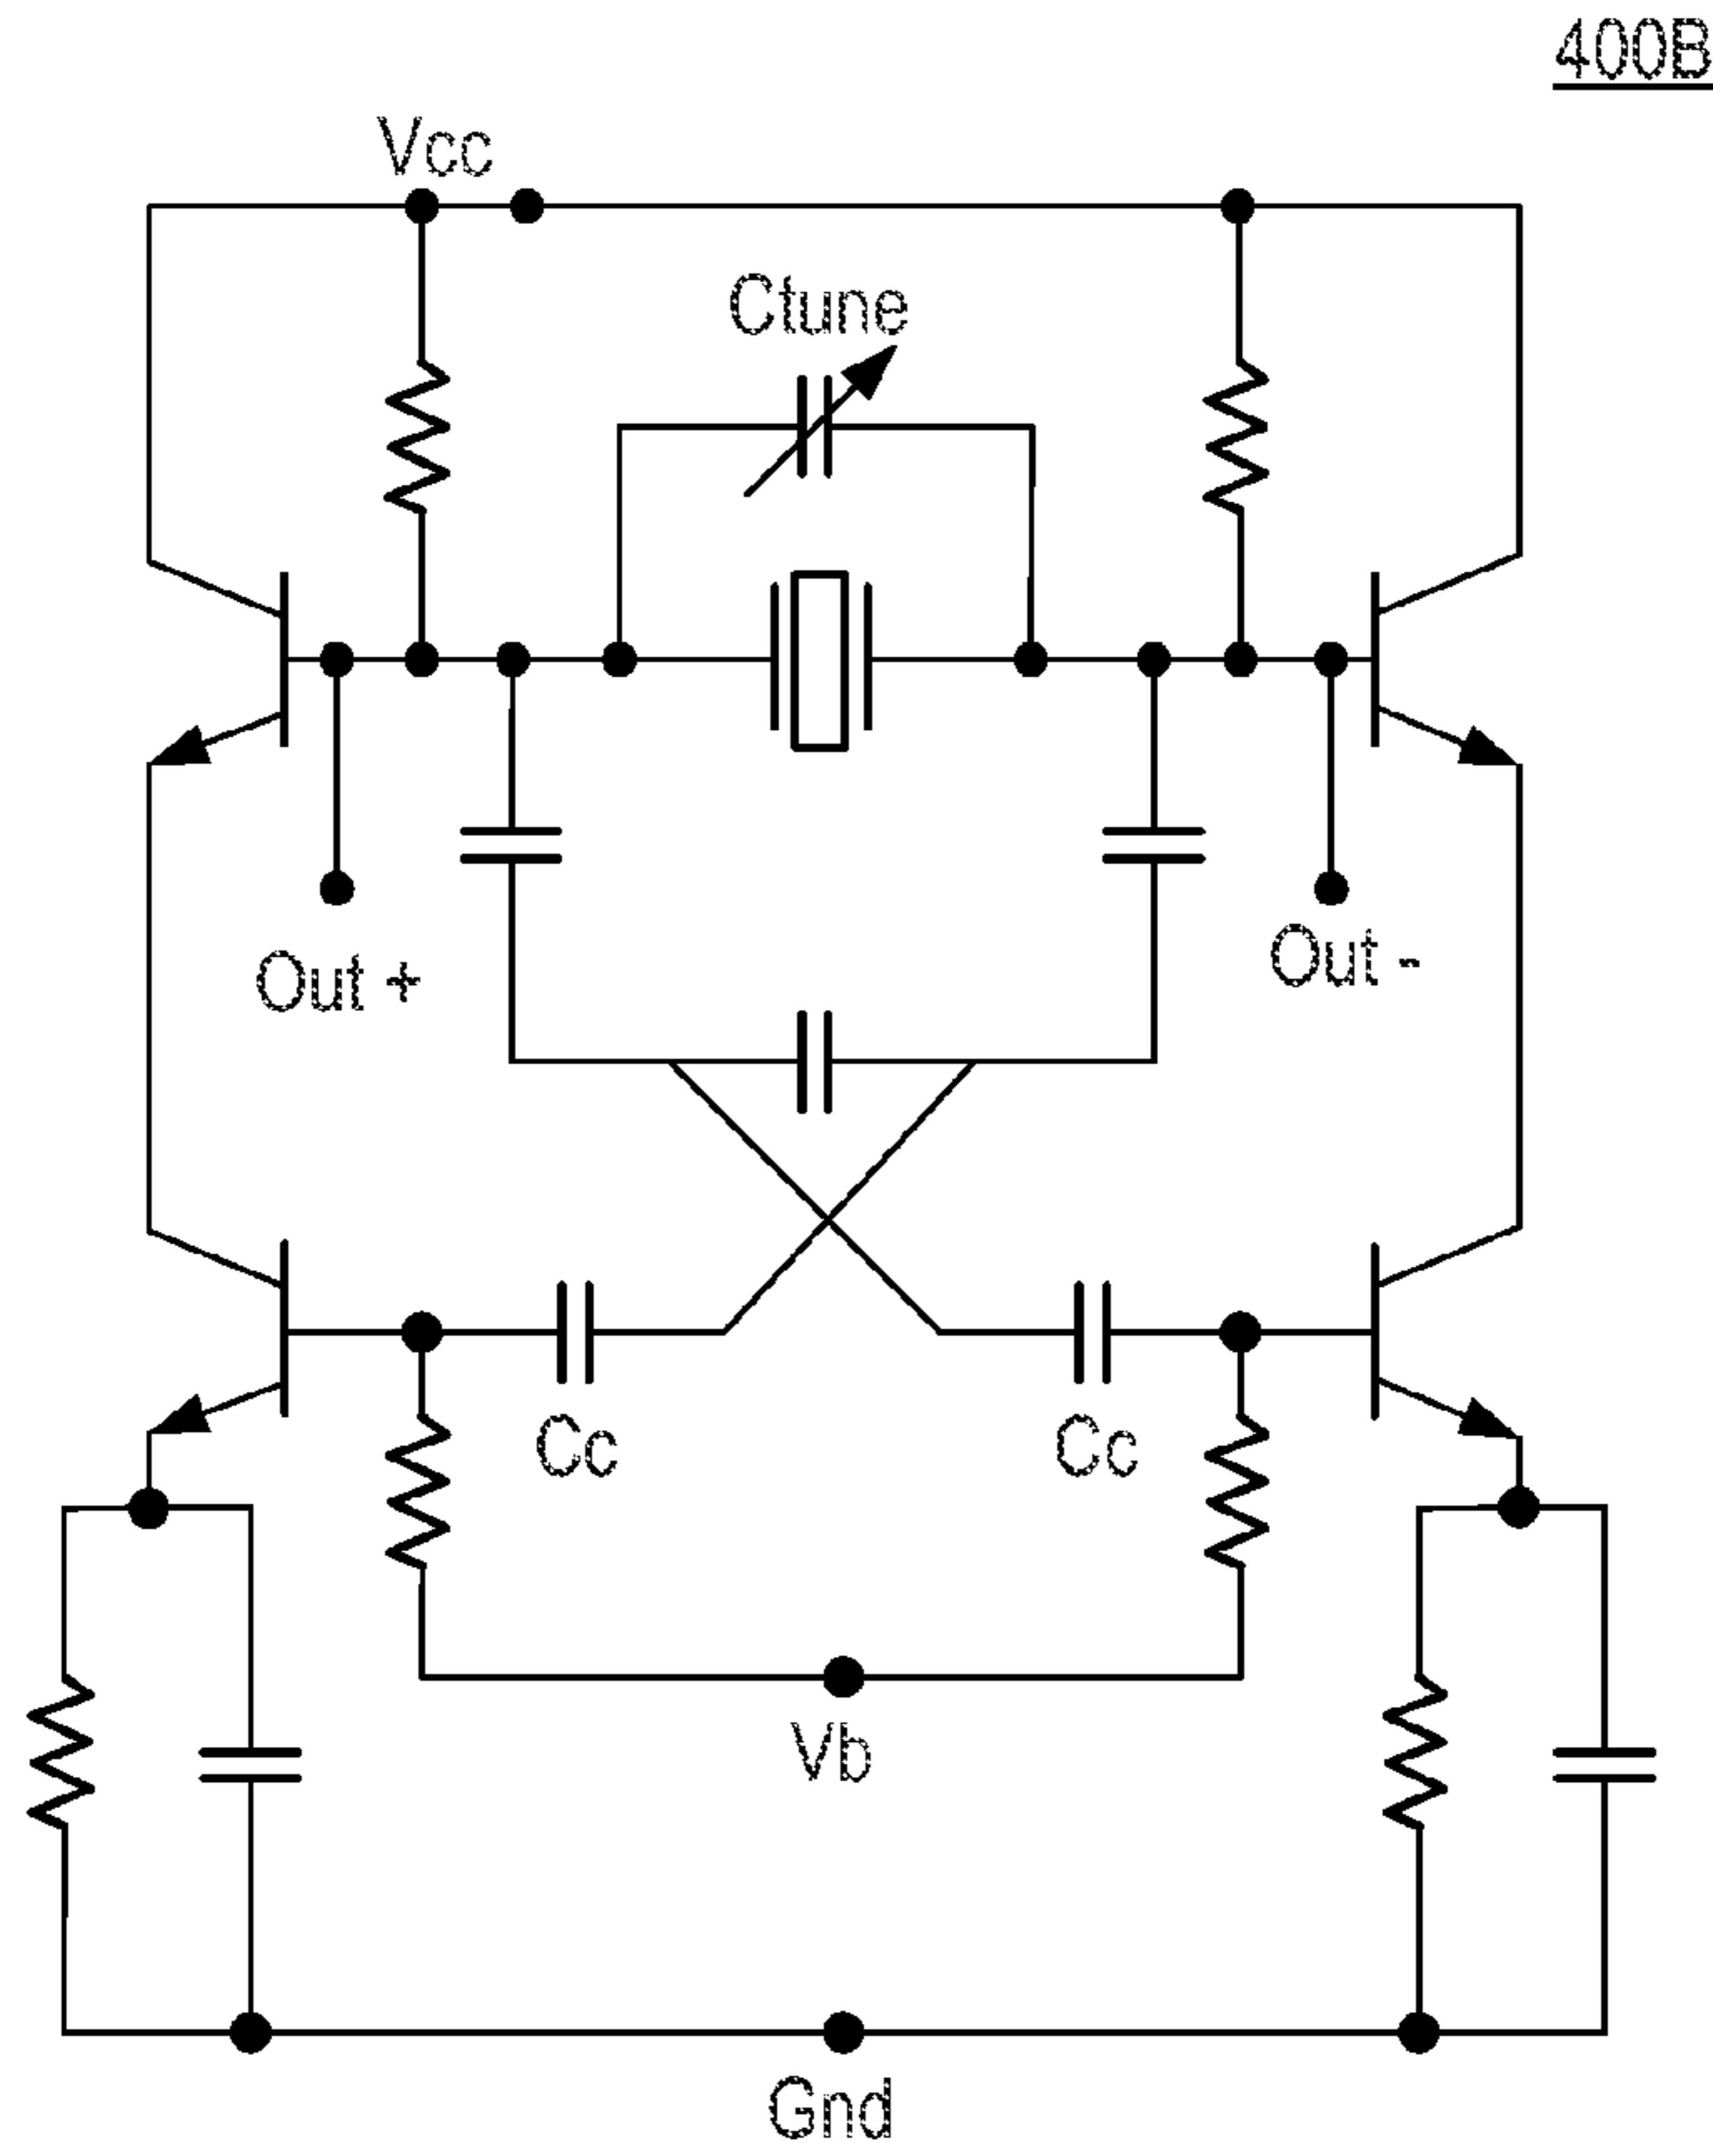 400B
Vcc
Ctune
Out +
Out -
Cc
Cc
Vb
Gnd